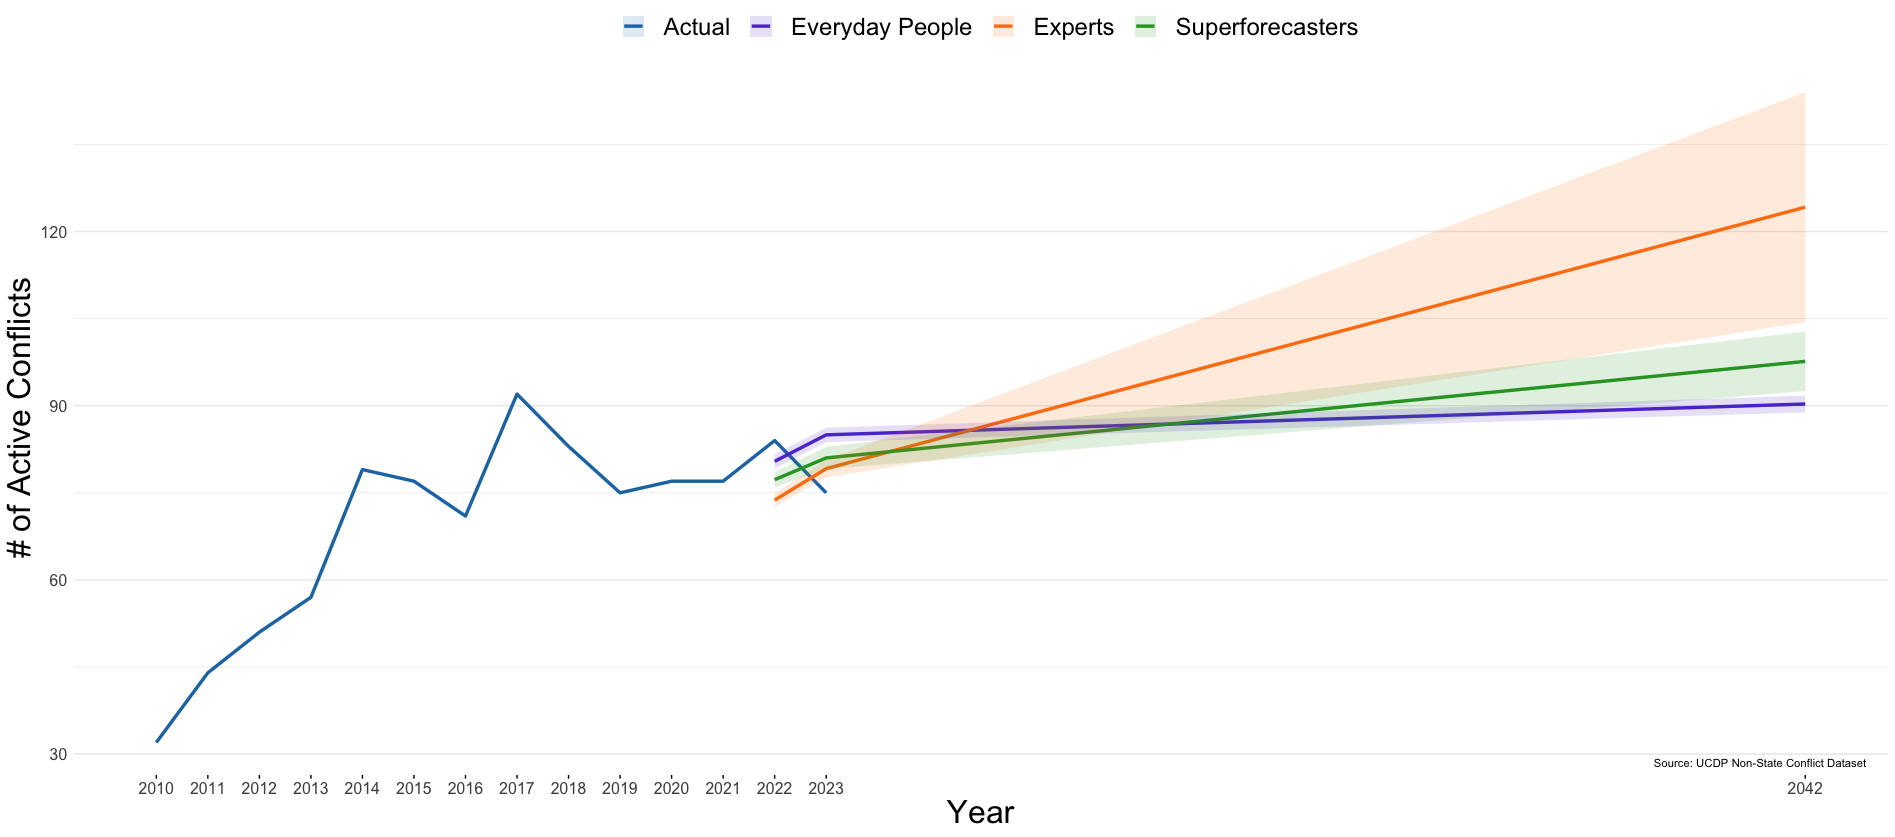 Actual Everyday People Experts Superforecasters
# of Active Conflicts
120
90
60
30
Source: UCDP Non-State Conflict Dataset
2010 2011 2012 2013 2014 2015 2016 2017 2018 2019 2020 2021 2022 2023 2042
Year